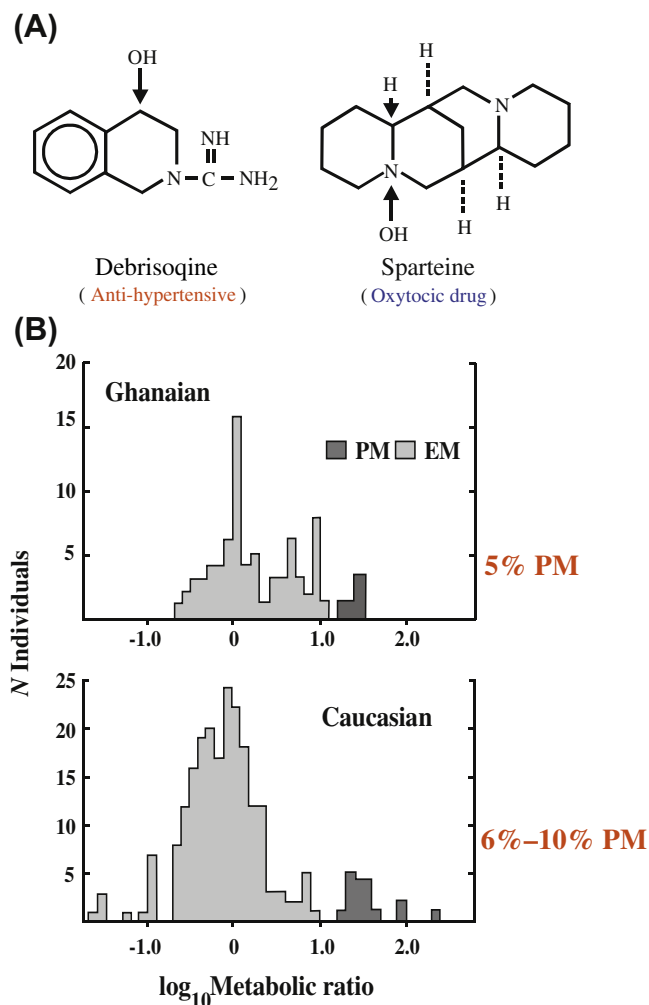 (A)
OH
NH
N
C
NH2
Debrisoqine
( Anti-hypertensive )
H
H
N
N
H
H
OH
Sparteine
( Oxytocic drug )
(B)
20
15
10
5
Ghanaian
PM
EM
5% PM
-1.0
0
1.0
2.0
N Individuals
25
20
15
10
5
Caucasian
6%–10% PM
-1.0
0
1.0
2.0
log10Metabolic ratio